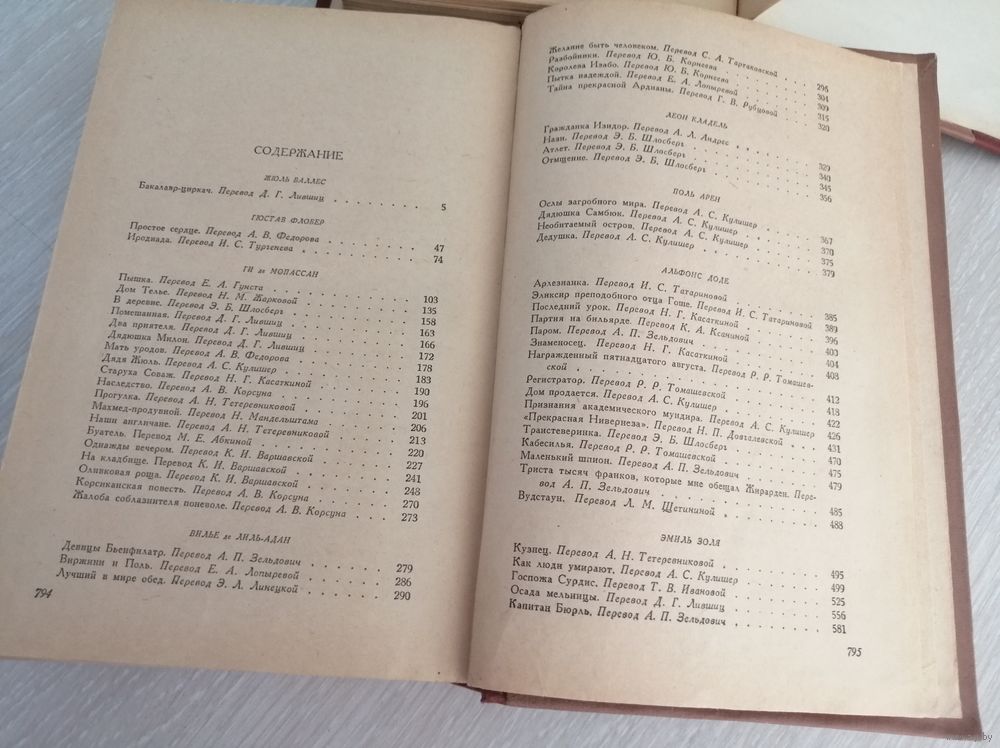 СОДЕРЖАНИЕ
ЖЮЛЬ ВАЛЛЕС
Бакалавр-циркач. Перевод Д. Г. Лившиц 5
ГЮСТАВ ФЛОБЕР
Простое сердце. Перевод А. В. Федорова 47
Иродиада. Перевод И. С. Тургенева 74
ГИ де МОПАССАН
Пышка. Перевод Е. А. Гунста 103
Дом Телье. Перевод Н. М. Жарковой 135
В деревне. Перевод Э. Б. Шлосберг 158
Помешанная. Перевод Д. Г. Лившиц 163
Два приятеля. Перевод Д. Г. Лившиц 166
Дядюшка Милон. Перевод Д. Г. Лившиц 172
Мать уродов. Перевод А. В. Федорова 178
Дядя Жюль. Перевод А. С. Кулишер 183
Старуха Соваж. Перевод Н. Г. Касаткиной 190
Наследство. Перевод А. В. Корсуна 196
Прогулка. Перевод А. Н. Тетеревниковой 201
Махмед-продувной. Перевод Н. Мандельштама 206
Наши англичане. Перевод А. Н. Тетеревниковой 213
Буатель. Перевод М. Е. Абкиной 220
Однажды вечером. Перевод К. И. Варшавской 227
На кладбище. Перевод К. И. Варшавской 241
Оливковая роща. Перевод К. И. Варшавской 248
Корсиканская повесть. Перевод А. В. Корсуна 270
Жалоба соблазнителя поневоле. Перевод А. В. Корсуна 273
ВИЛЬЕ де ЛИЛЬ-АДАН
Девицы Бьенфилатр. Перевод А. П. Зельдович 279
Виржини и Поль. Перевод Е. А. Лопыревой 286
Лучший в мире обед. Перевод Э. Л. Линецкой 290
794
Желание быть человеком. Перевод С. А. Тартаковской 296
Разбойники. Перевод Ю. Б. Корнеева 304
Королева Изабо. Перевод Ю. Б. Корнеева 309
Пытка надеждой. Перевод Е. А. Лопыревой 315
Тайна прекрасной Ардианы. Перевод Г. В. Рубцовой 320
ЛЕОН КЛАДЕЛЬ
Гражданка Изидор. Перевод А. Л. Андрес 329
Нази. Перевод Э. Б. Шлосберг 340
Атлет. Перевод Э. Б. Шлосберг 345
Отмщение. Перевод Э. Б. Шлосберг 356
ПОЛЬ АРЕН
Ослы загробного мира. Перевод А. С. Кулишер 367
Дядюшка Самбюк. Перевод А. С. Кулишер 370
Необитаемый остров. Перевод А. С. Кулишер 375
Дедушка. Перевод А. С. Кулишер 379
АЛЬФОНС ДОДЕ
Арлезианка. Перевод И. С. Татариновой 385
Эликсир преподобного отца Гоше. Перевод И. С. Татариновой 389
Последний урок. Перевод Н. Г. Касаткиной 396
Партия на бильярде. Перевод К. А. Ксаниной 400
Паром. Перевод А. П. Зельдович 404
Знаменосец. Перевод Н. Г. Касаткиной 408
Награжденный пятнадцатого августа. Перевод Р. Р. Томашев-
ской 412
Регистратор. Перевод Р. Р. Томашевской 418
Дом продается. Перевод А. С. Кулишер 422
Признания академического мундира. Перевод А. С. Кулишер 426
«Прекрасная Нивернеза». Перевод Н. П. Довгалевской 431
Трактсеверинка. Перевод Э. Б. Шлосберг 470
Кабесилья. Перевод Р. Р. Томашевской 475
Маленький шпион. Перевод А. П. Зельдович 479
Триста тысяч франков, которые мне обещал Жирарден. Пере-
вод А. П. Зельдович 485
Вудстаун. Перевод Л. М. Щетининой 488
ЭМИЛЬ ЗОЛЯ
Кузнец. Перевод А. Н. Тетеревниковой 495
Как люди умирают. Перевод А. С. Кулишер 499
Госпожа Сурдис. Перевод Т. В. Ивановой 525
Осада мельницы. Перевод Д. Г. Лившиц 556
Капитан Бюрль. Перевод А. П. Зельдович 581
795